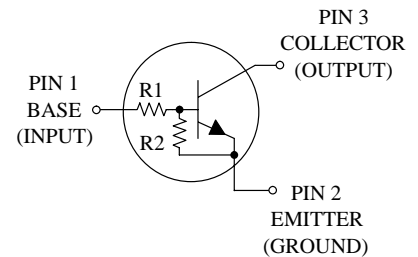 PIN 3
COLLECTOR
(OUTPUT)
PIN 1
BASE
(INPUT)
R1
R2
PIN 2
EMITTER
(GROUND)